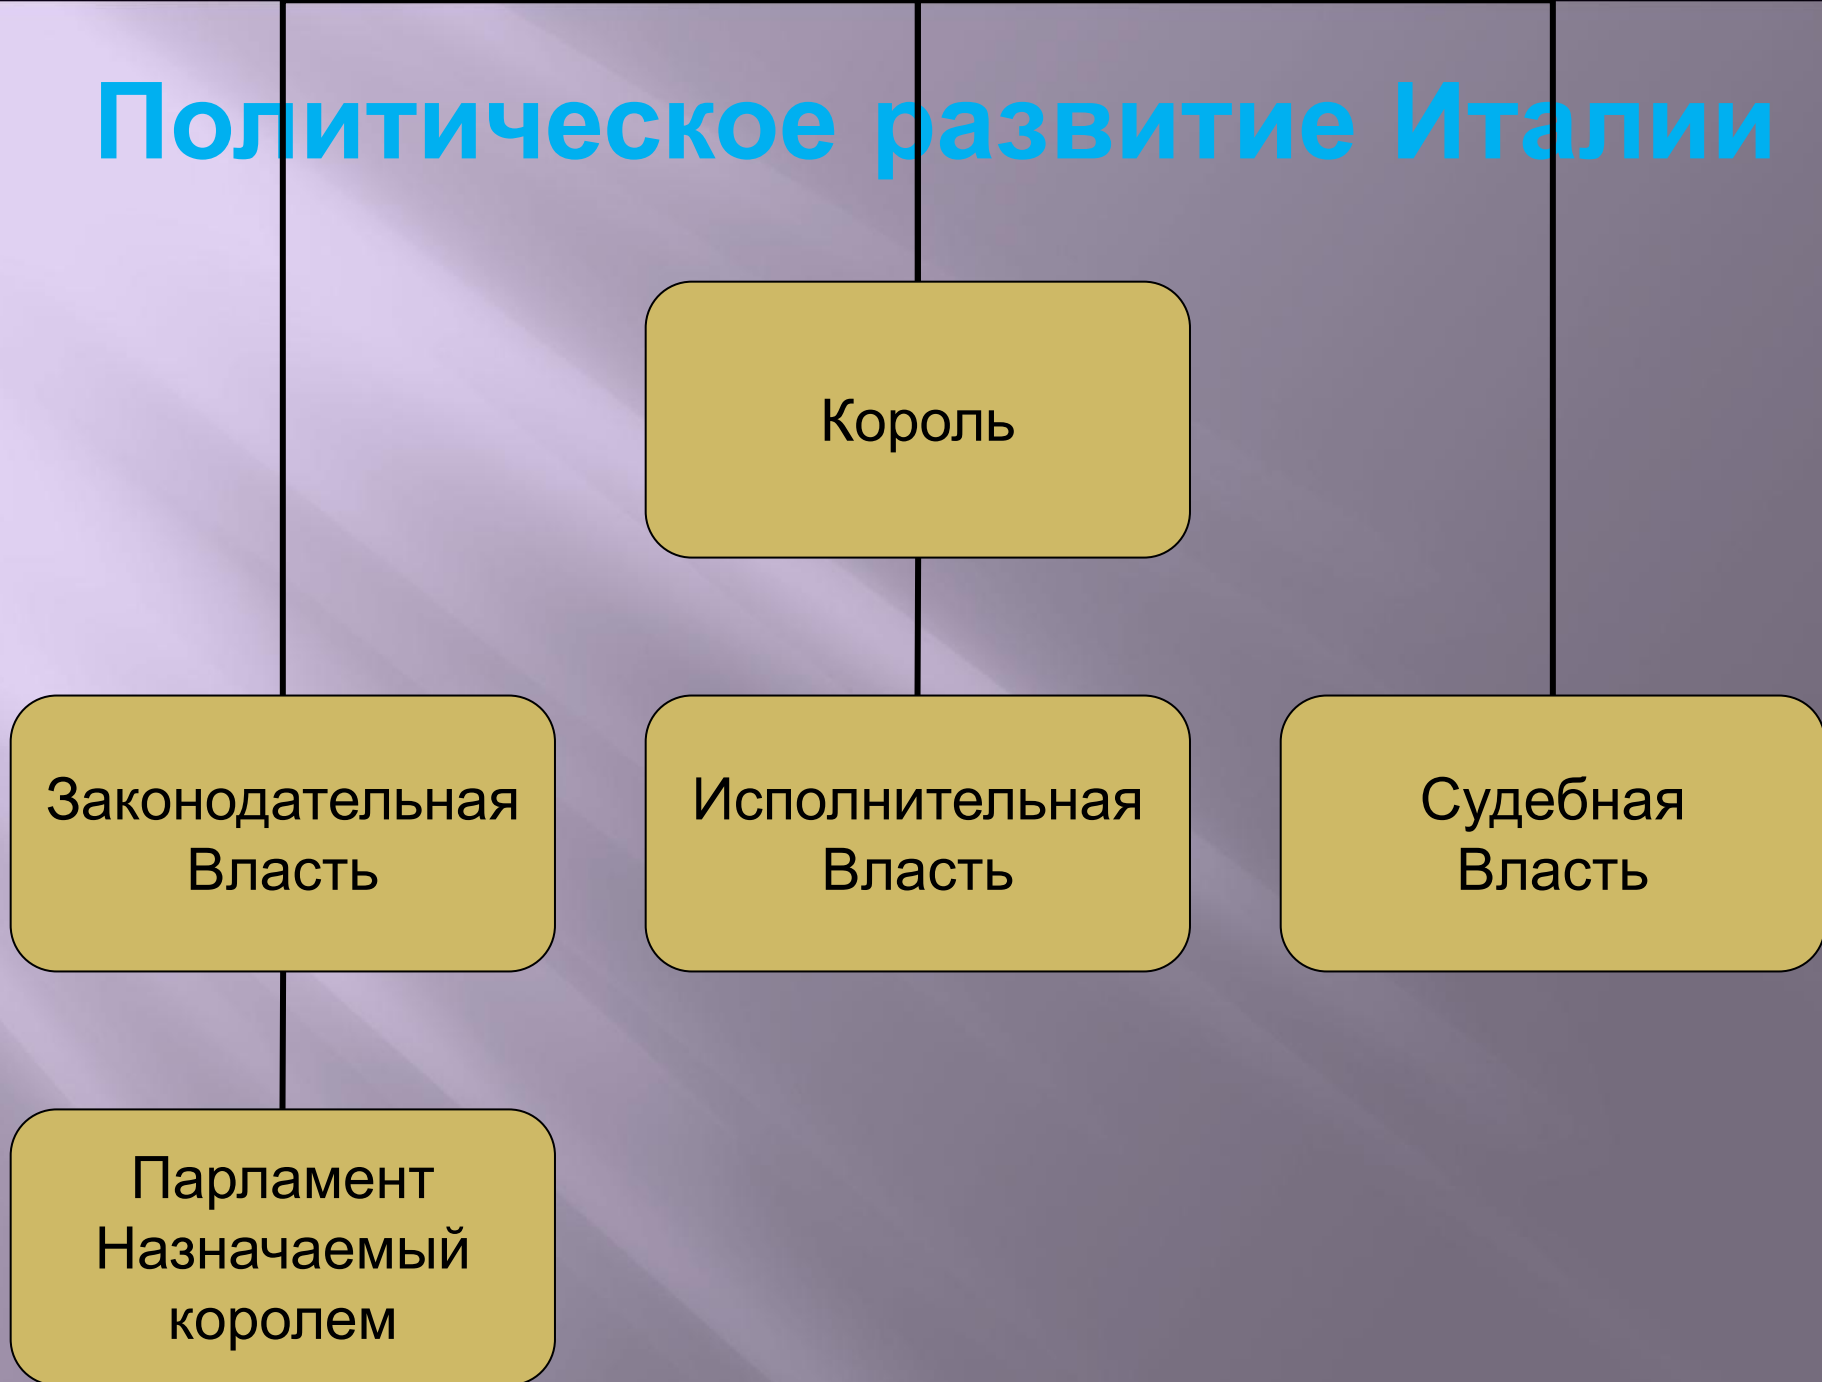 Политическое развитие Италии
Король
Законодательная
Власть
Исполнительная
Власть
Судебная
Власть
Парламент
Назначаемый
королем